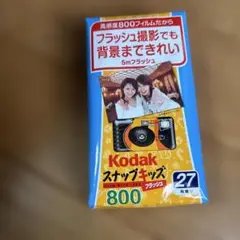 高感度800フィルムだから
フラッシュ撮影でも
背景まできれい
5mフラッシュ
Kodak
スナップキッズ
フラッシュ
800
27